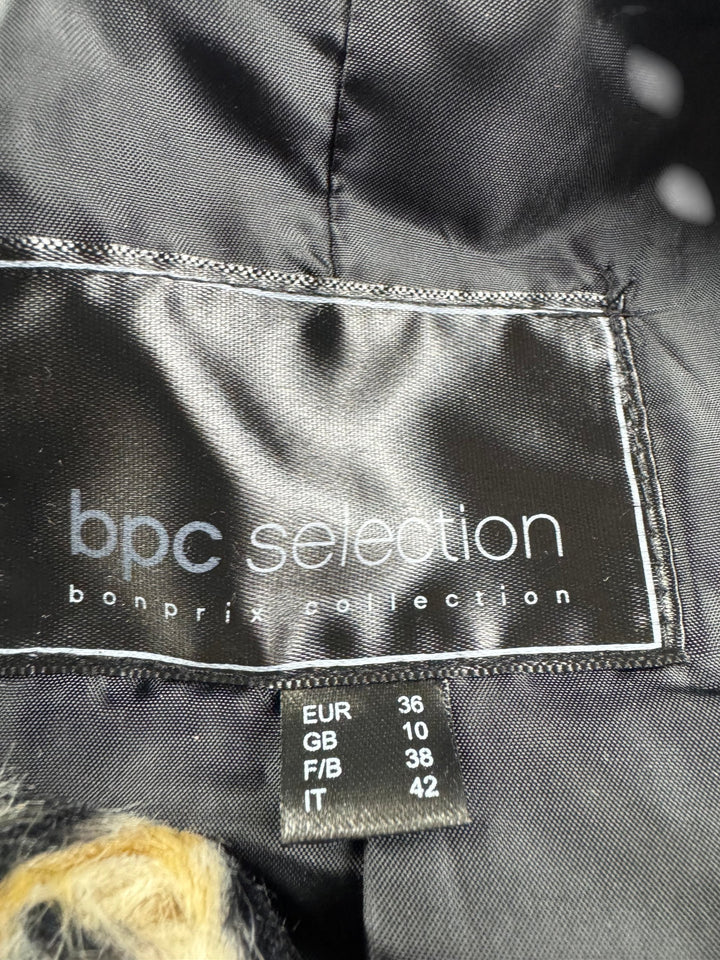 bpc selection
bonprix collection
EUR 36
GB 10
F/B 38
IT 42